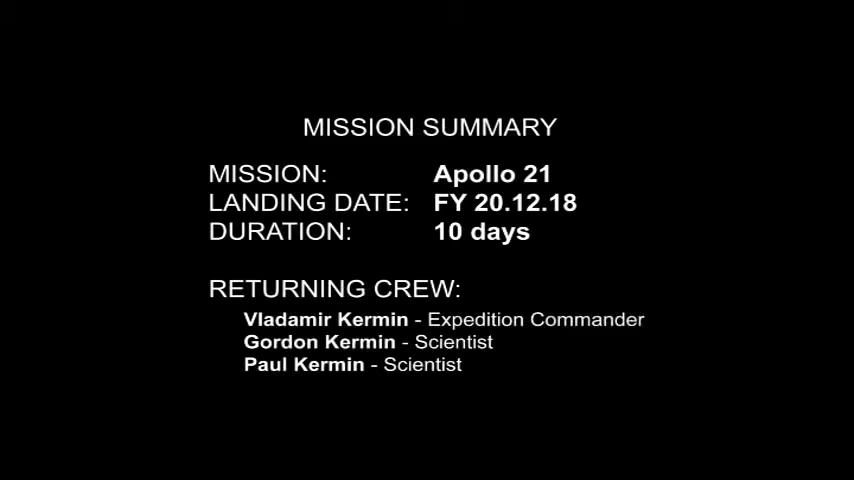 MISSION SUMMARY
MISSION: Apollo 21
LANDING DATE: FY 20.12.18
DURATION: 10 days
RETURNING CREW:
Vladamir Kermin - Expedition Commander
Gordon Kermin - Scientist
Paul Kermin - Scientist